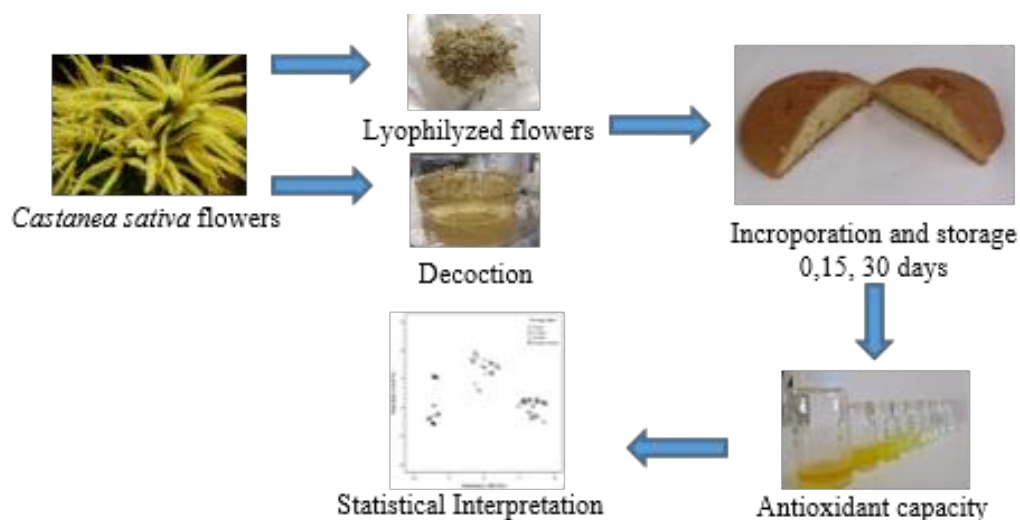 Lyophilyzed flowers
Castanea sativa flowers
Decoction
Incroporation and storage
0,15, 30 days
Antioxidant capacity
Statistical Interpretation